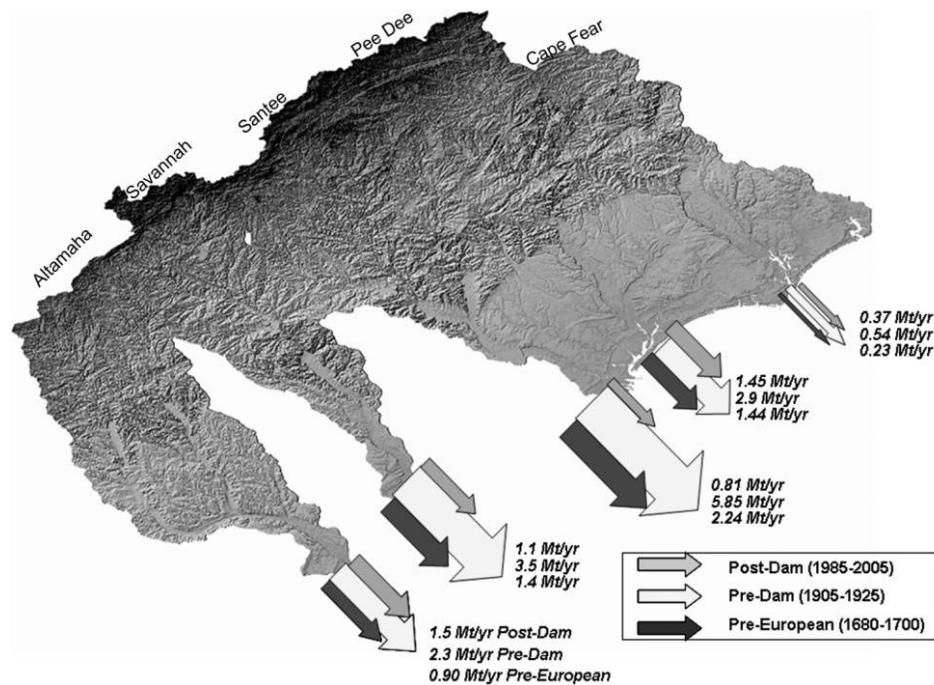 Pee Dee
Cape Fear
Santee
Savannah
Altamaha
0.37 Mt/yr
0.54 Mt/yr
0.23 Mt/yr
1.45 Mt/yr
2.9 Mt/yr
1.44 Mt/yr
0.81 Mt/yr
5.85 Mt/yr
2.24 Mt/yr
1.1 Mt/yr
3.5 Mt/yr
1.4 Mt/yr
1.5 Mt/yr Post-Dam
2.3 Mt/yr Pre-Dam
0.90 Mt/yr Pre-European
Post-Dam (1985-2005)
Pre-Dam (1905-1925)
Pre-European (1680-1700)